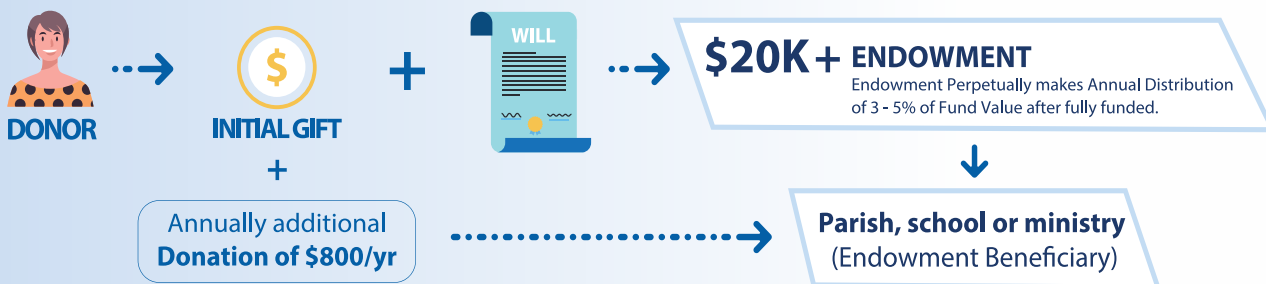 DONOR
$
INITIAL GIFT
+
Annually additional
Donation of $800/yr
+
WILL
$20K+ ENDOWMENT
Endowment Perpetually makes Annual Distribution
of 3 - 5% of Fund Value after fully funded.
Parish, school or ministry
(Endowment Beneficiary)